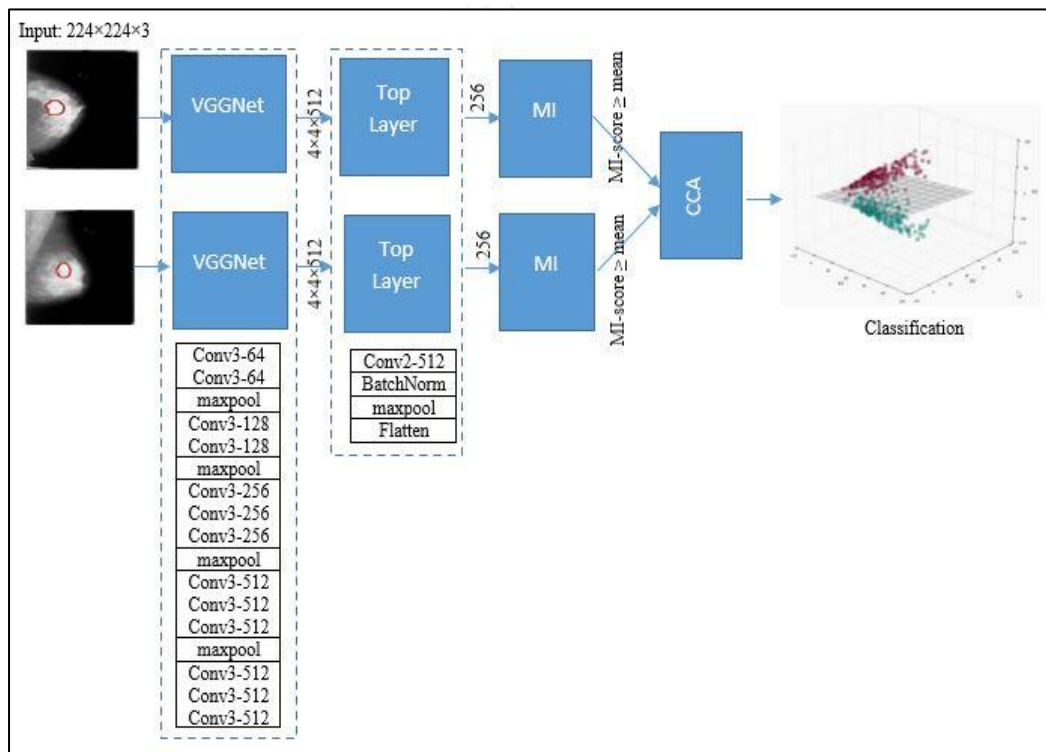 Input: 224×224×3
VGGNet
4×4×512
Top
Layer
256
MI
MI-score ≥ mean
VGGNet
4×4×512
Top
Layer
256
MI
MI-score ≥ mean
CCA
Classification
Conv3-64
Conv3-64
maxpool
Conv3-128
Conv3-128
maxpool
Conv3-256
Conv3-256
Conv3-256
maxpool
Conv3-512
Conv3-512
Conv3-512
maxpool
Conv3-512
Conv3-512
Conv3-512
Conv2-512
BatchNorm
maxpool
Flatten